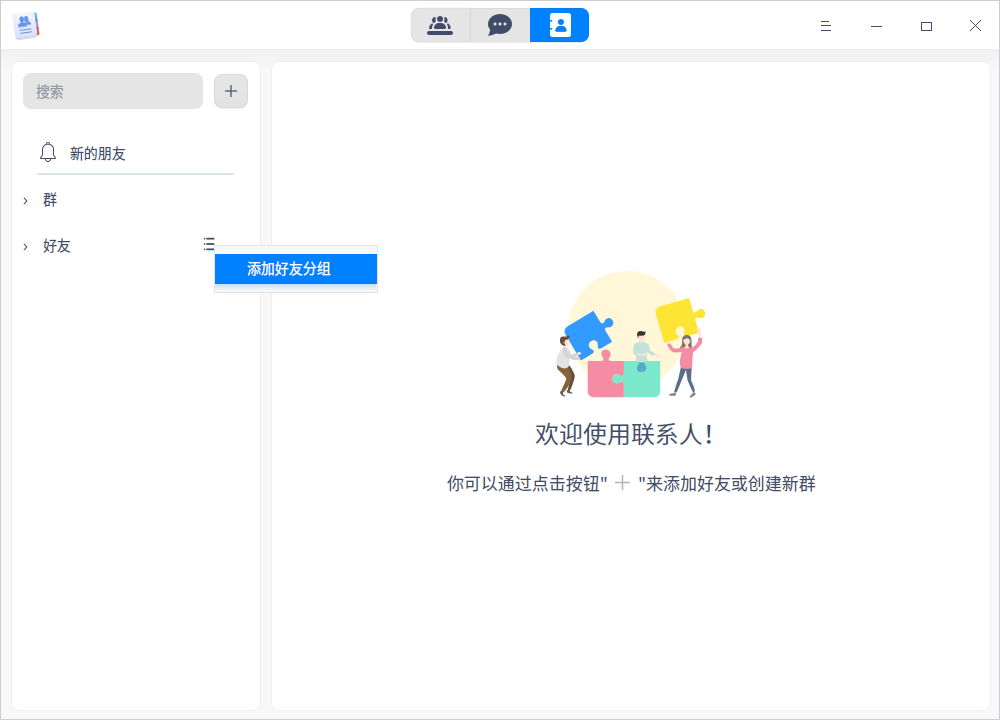 搜索
新的朋友
群
好友
添加好友分组
欢迎使用联系人!
你可以通过点击按钮" + "来添加好友或创建新群